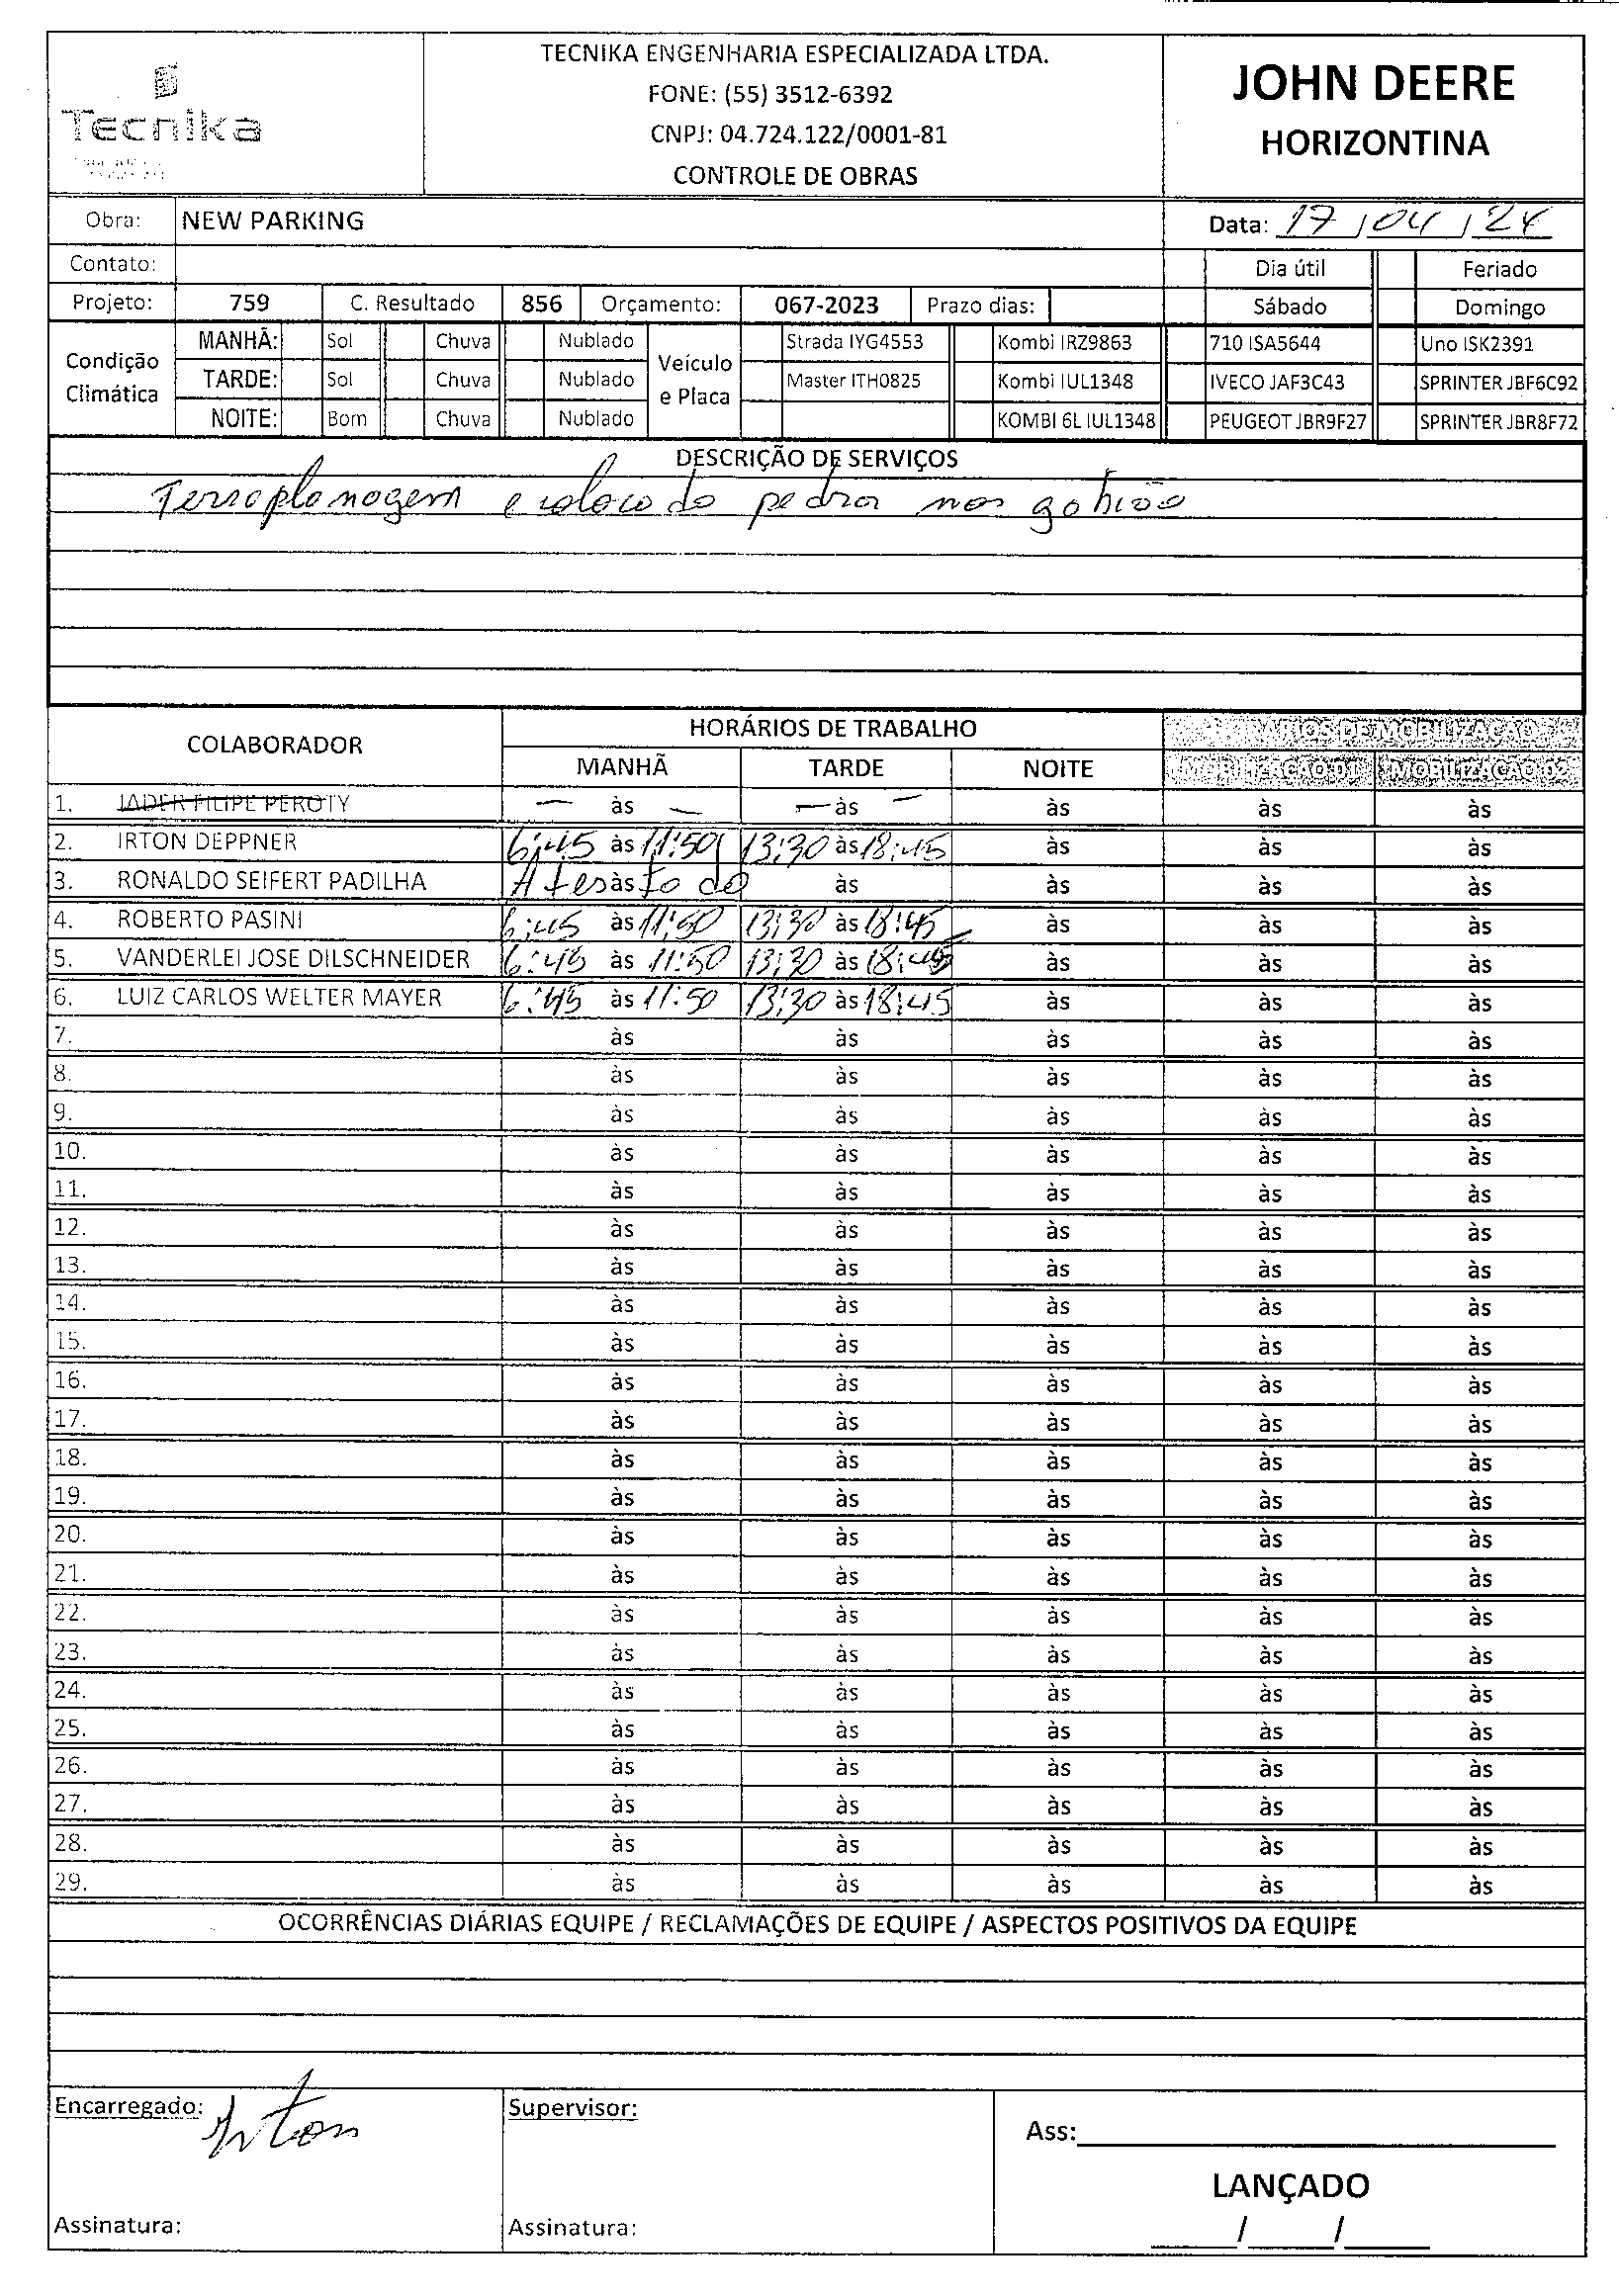 Tecnika
TECNIKA ENGENHARIA ESPECIALIZADA LTDA.
FONE: (55) 3512-6392
CNPJ: 04.724.122/0001-81
CONTROLE DE OBRAS
JOHN DEERE
HORIZONTINA
Obra: NEW PARKING Data: 17/04/24
Contato: Dia útil Feriado
Projeto: 759 C. Resultado 856 Orçamento: 067-2023 Prazo dias: Sábado Domingo
Condição Climática
MANHÃ: Sol Chuva Nublado
TARDE: Sol Chuva Nublado
NOITE: Bom Chuva Nublado
Veículo e Placa
Strada IYG4553 Kombi IRZ9863 710 ISA5644 Uno ISK2391
Master ITH0825 Kombi IUL1348 IVECO JAF3C43 SPRINTER JBF6C92
KOMBI 6L IUL1348 PEUGEOT JBR9F27 SPRINTER JBR8F72
DESCRIÇÃO DE SERVIÇOS
Terraplanagem e colocado pedra nos gabião
COLABORADOR HORÁRIOS DE TRABALHO HORÁRIOS DE MOBILIZAÇÃO
MANHÃ TARDE NOITE MOBILIZAÇÃO 01 MOBILIZAÇÃO 02
1. JADER FILIPE PEROTY — às — — às — às às às
2. IRTON DEPPNER 6:45 às 11:50 13:30 às 18:45 às às às
3. RONALDO SEIFERT PADILHA Atestado às às às às às
4. ROBERTO PASINI 6:45 às 11:50 13:30 às 18:45 às às às
5. VANDERLEI JOSE DILSCHNEIDER 6:45 às 11:50 13:30 às 18:45 às às às
6. LUIZ CARLOS WELTER MAYER 6:45 às 11:50 13:30 às 18:45 às às às
7. às às às às às
8. às às às às às
9. às às às às às
10. às às às às às
11. às às às às às
12. às às às às às
13. às às às às às
14. às às às às às
15. às às às às às
16. às às às às às
17. às às às às às
18. às às às às às
19. às às às às às
20. às às às às às
21. às às às às às
22. às às às às às
23. às às às às às
24. às às às às às
25. às às às às às
26. às às às às às
27. às às às às às
28. às às às às às
29. às às às às às
OCORRÊNCIAS DIÁRIAS EQUIPE / RECLAMAÇÕES DE EQUIPE / ASPECTOS POSITIVOS DA EQUIPE
Encarregado: Irton
Supervisor:
Ass:
LANÇADO
Assinatura:
Assinatura:
/ /